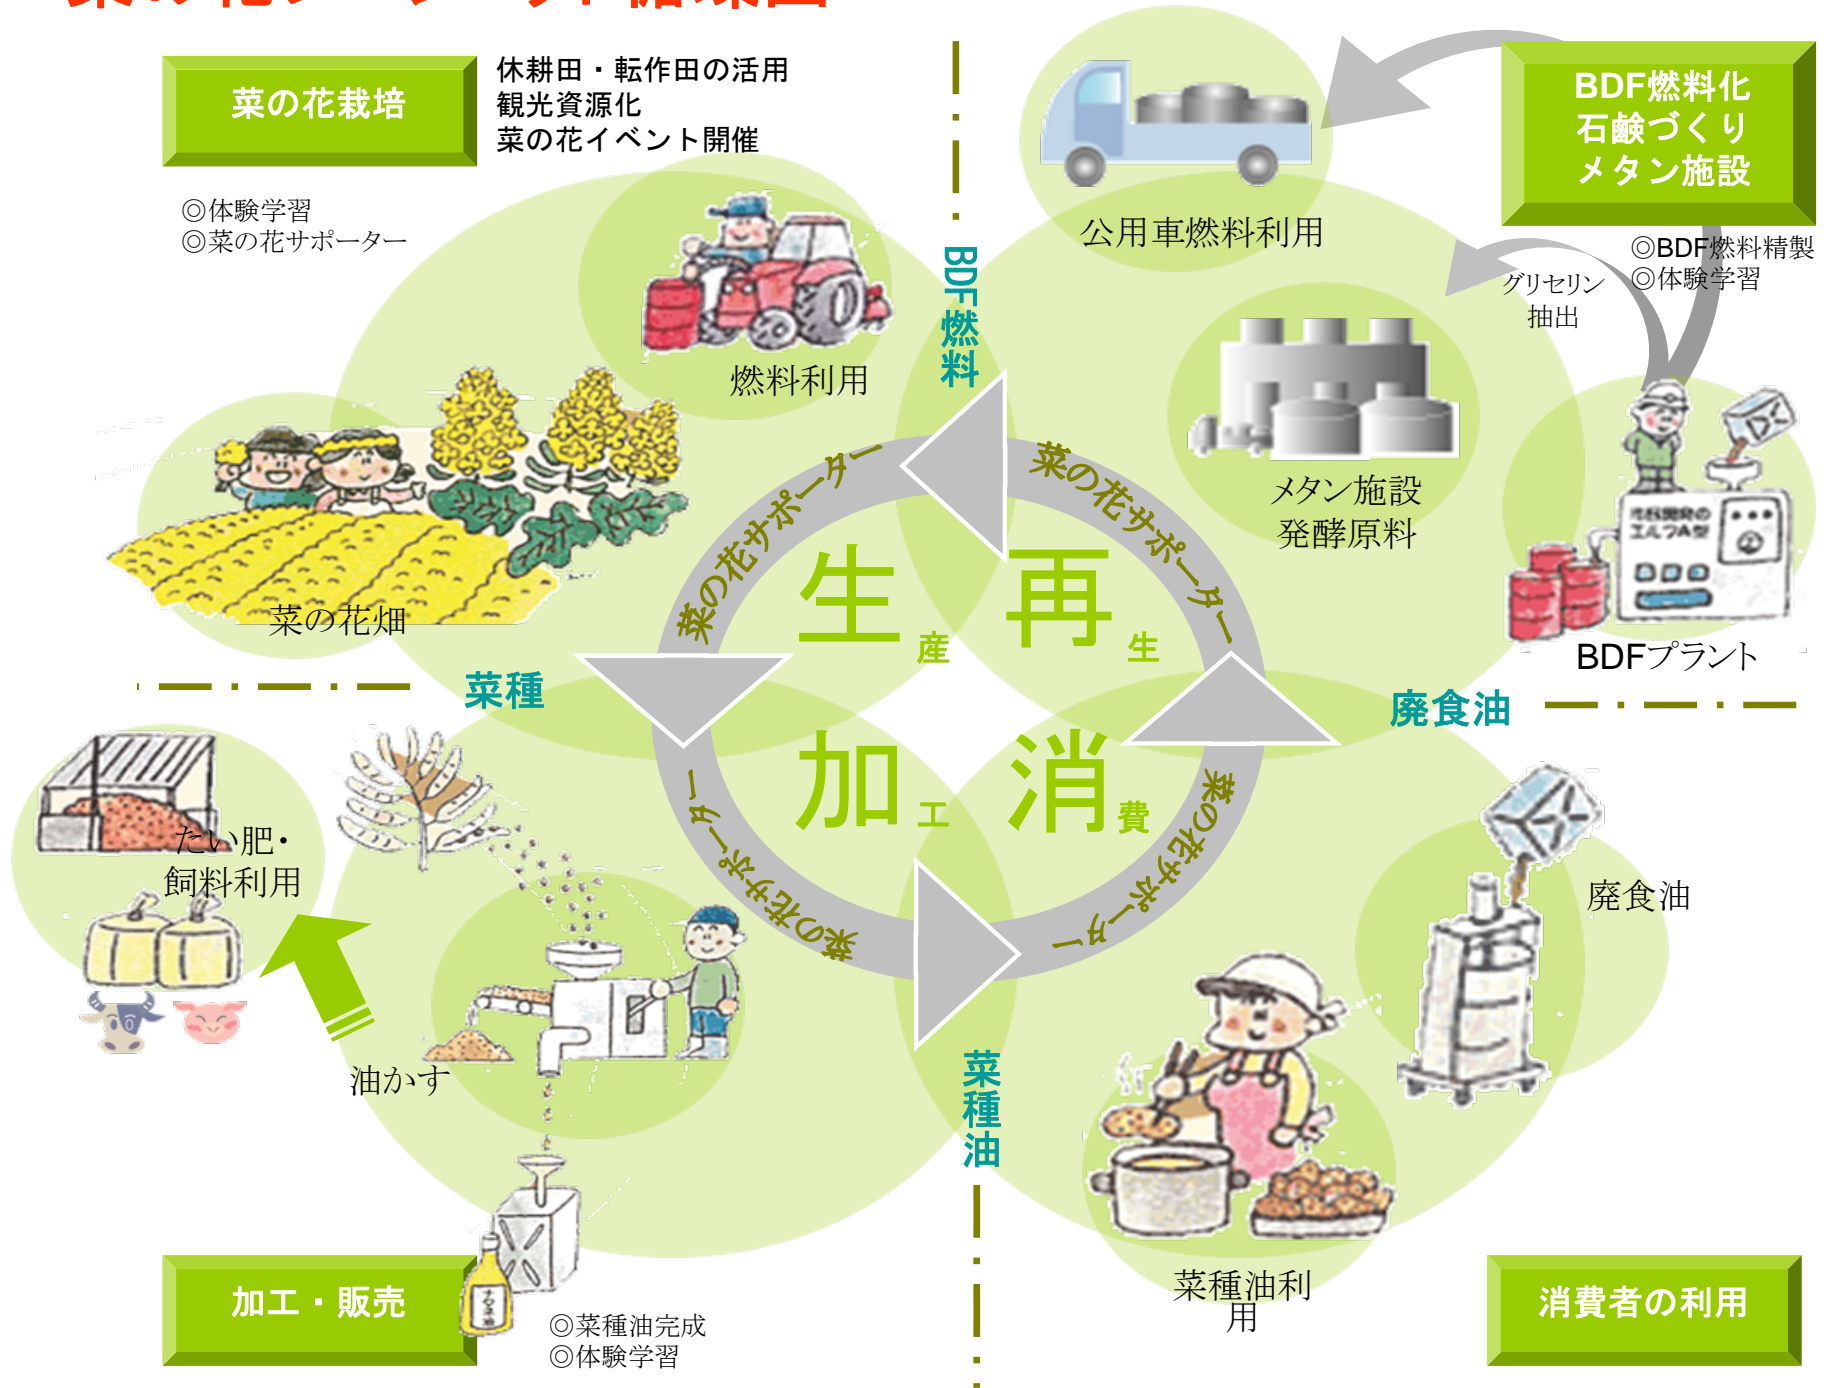 菜の花栽培
休耕田・転作田の活用
観光資源化
菜の花イベント開催
◎体験学習
◎菜の花サポーター
燃料利用
菜の花畑
BDF燃料
公用車燃料利用
BDF燃料化
石鹸づくり
メタン施設
◎BDF燃料精製
◎体験学習
グリセリン
抽出
メタン施設
発酵原料
BDFプラント
菜の花サポーター
菜の花サポーター
生産
再生
菜種
廃食油
加工
消費
菜の花サポーター
菜の花サポーター
たい肥・
飼料利用
油かす
菜種油
廃食油
菜種油利
用
加工・販売
◎菜種油完成
◎体験学習
消費者の利用